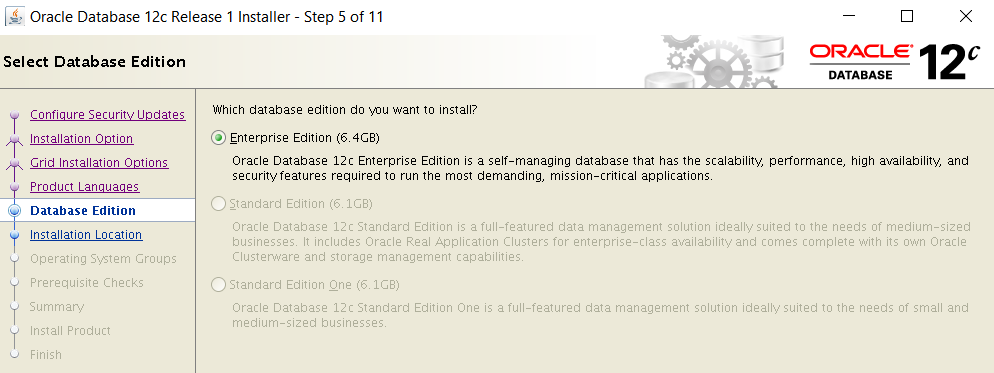 Oracle Database 12c Release 1 Installer - Step 5 of 11
Select Database Edition
ORACLE
DATABASE
12c
Configure Security Updates
Installation Option
Grid Installation Options
Product Languages
Database Edition
Installation Location
Operating System Groups
Prerequisite Checks
Summary
Install Product
Finish
Which database edition do you want to install?
Enterprise Edition (6.4GB)
Oracle Database 12c Enterprise Edition is a self-managing database that has the scalability, performance, high availability, and
security features required to run the most demanding, mission-critical applications.
Standard Edition (6.1GB)
Oracle Database 12c Standard Edition is a full-featured data management solution ideally suited to the needs of medium-sized
businesses. It includes Oracle Real Application Clusters for enterprise-class availability and comes complete with its own Oracle
Clusterware and storage management capabilities.
Standard Edition One (6.1GB)
Oracle Database 12c Standard Edition One is a full-featured data management solution ideally suited to the needs of small and
medium-sized businesses.